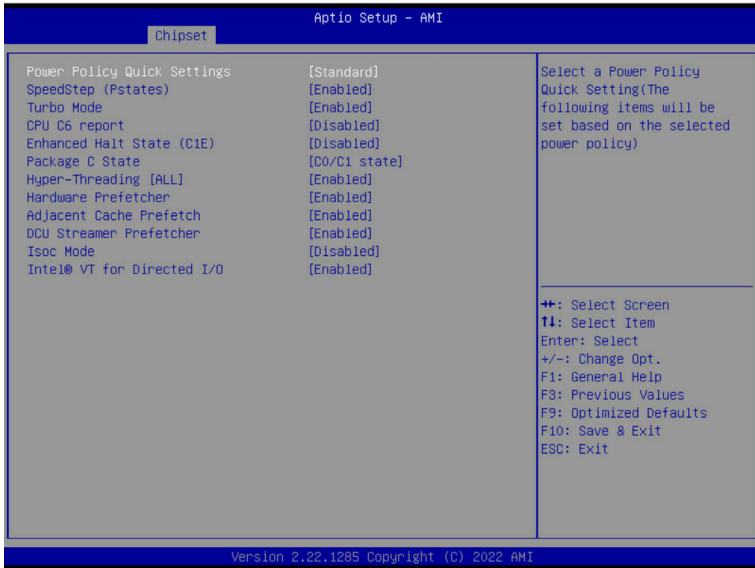 Aptio Setup – AMI
Chipset
Power Policy Quick Settings [Standard]
SpeedStep (Pstates) [Enabled]
Turbo Mode [Enabled]
CPU C6 report [Disabled]
Enhanced Halt State (C1E) [Disabled]
Package C State [C0/C1 state]
Hyper-Threading [ALL] [Enabled]
Hardware Prefetcher [Enabled]
Adjacent Cache Prefetch [Enabled]
DCU Streamer Prefetcher [Enabled]
Isoc Mode [Disabled]
Intel® VT for Directed I/O [Enabled]
Select a Power Policy
Quick Setting(The
following items will be
set based on the selected
power policy)
→←: Select Screen
↑↓: Select Item
Enter: Select
+/-: Change Opt.
F1: General Help
F3: Previous Values
F9: Optimized Defaults
F10: Save & Exit
ESC: Exit
Version 2.22.1285 Copyright (C) 2022 AMI